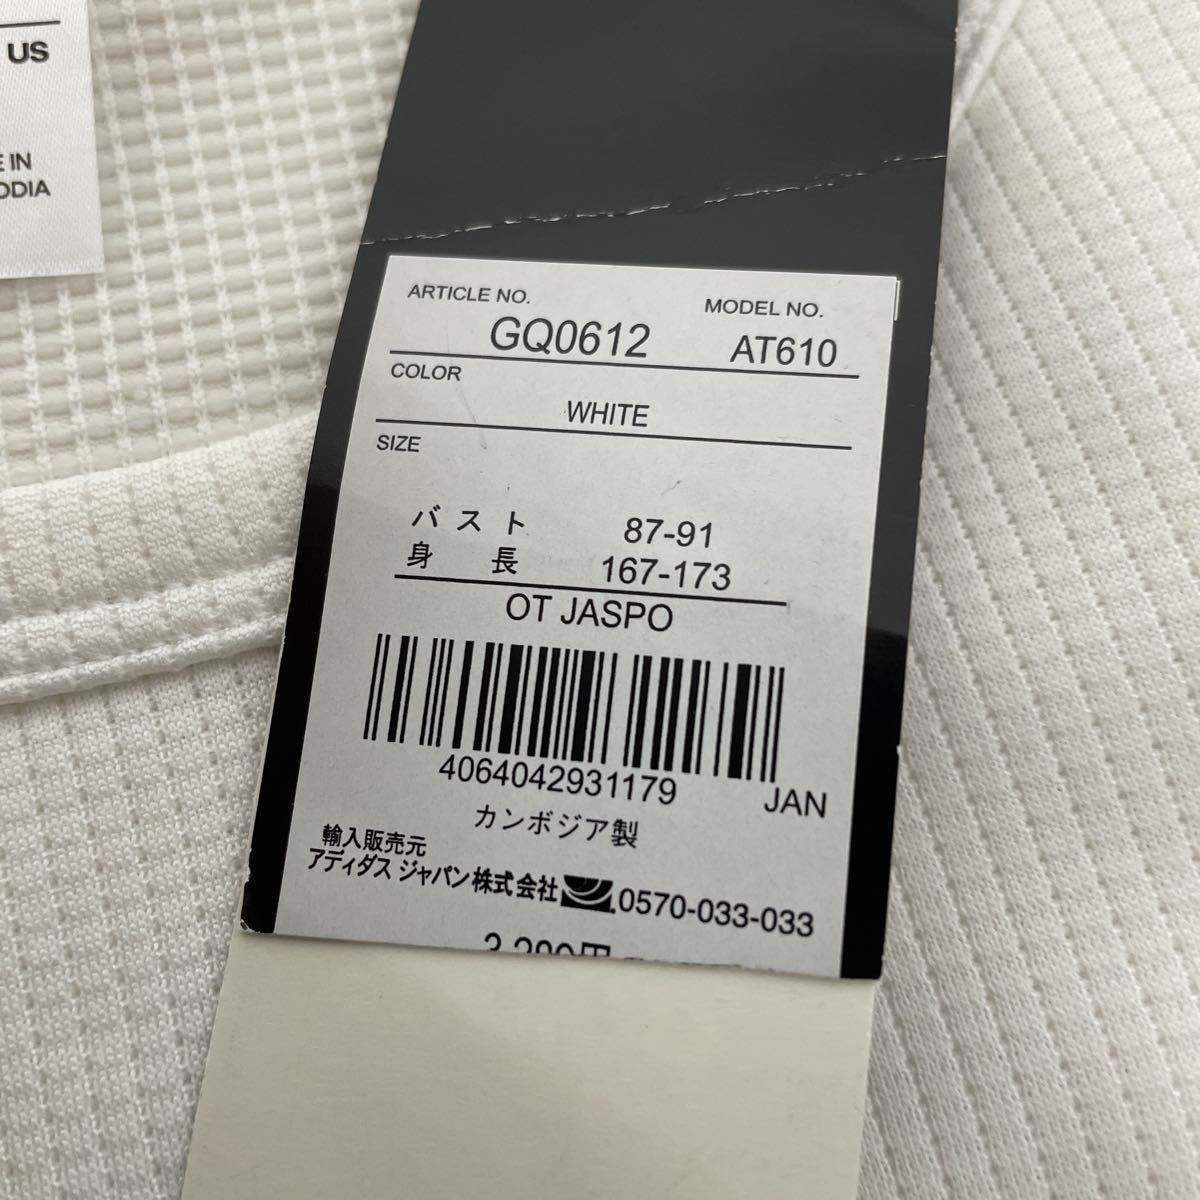 US
E IN
ODIA
ARTICLE NO. MODEL NO.
GQ0612 AT610
COLOR
WHITE
SIZE
バスト 87-91
身長 167-173
OT JASPO
4064042931179 JAN
カンボジア製
輸入販売元
アディダス ジャパン株式会社 0570-033-033